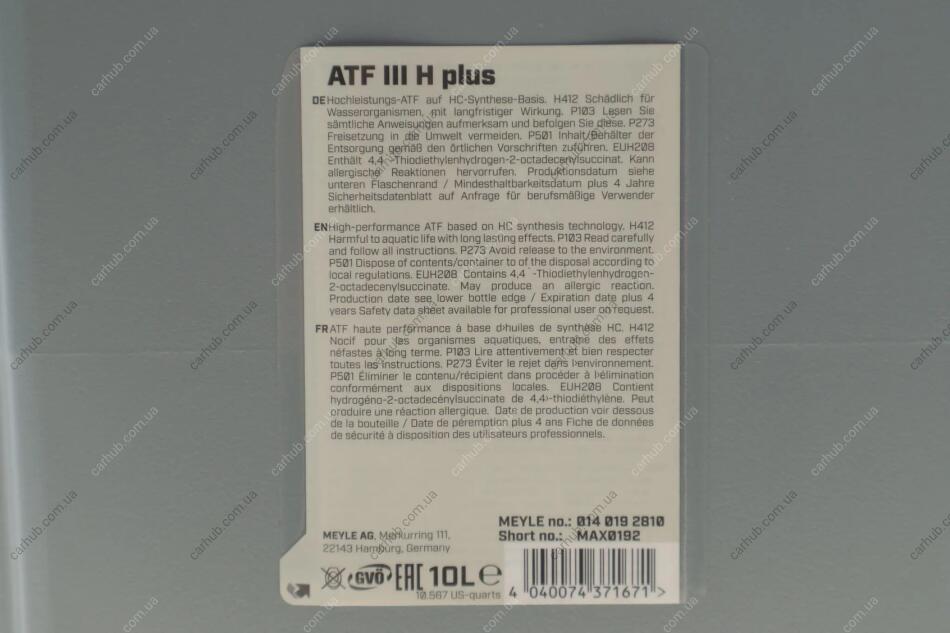 ATF III H plus
DE Hochleistungs-ATF auf HC-Synthese-Basis. H412 Schädlich für
Wasserorganismen, mit langfristiger Wirkung. P103 Lesen Sie
sämtliche Anweisungen aufmerksam und befolgen Sie diese. P273
Freisetzung in die Umwelt vermeiden. P501 Inhalt/Behälter der
Entsorgung gemäß den örtlichen Vorschriften zuführen. EUH208
Enthält 4,4 -Thiodiethylenhydrogen-2-octadecenylsuccinat. Kann
allergische Reaktionen hervorrufen. Produktionsdatum siehe
unteren Flaschenrand / Mindesthaltbarkeitsdatum plus 4 Jahre
Sicherheitsdatenblatt auf Anfrage für berufsmäßige Verwender
erhältlich.
EN High-performance ATF based on HC synthesis technology. H412
Harmful to aquatic life with long lasting effects. P103 Read carefully
and follow all instructions. P273 Avoid release to the environment.
P501 Dispose of contents/container to of the disposal according to
local regulations. EUH208 Contains 4,4 -Thiodiethylenhydrogen-
2-octadecenylsuccinate. May produce an allergic reaction.
Production date see lower bottle edge / Expiration date plus 4
years Safety data sheet available for professional user on request.
FR ATF haute performance à base d›huiles de synthèse HC. H412
Nocif pour les organismes aquatiques, entraîne des effets
néfastes à long terme. P103 Lire attentivement et bien respecter
toutes les instructions. P273 Éviter le rejet dans l›environnement.
P501 Éliminer le contenu/récipient dans procéder à l›élimination
conformément aux dispositions locales. EUH208 Contient
hydrogéno-2-octadecénylsuccinate de 4,4›-thiodiéthylène. Peut
produire une réaction allergique. Date de production voir dessous
de la bouteille / Date de péremption plus 4 ans Fiche de données
de sécurité à disposition des utilisateurs professionnels.
MEYLE no.: 014 019 2810
Short no.: MAX0192
MEYLE AG, Merkurring 111,
22143 Hamburg, Germany
GVÖ EAC 10L e
10.567 US-quarts
4 040074 371671 >
carhub.com.ua